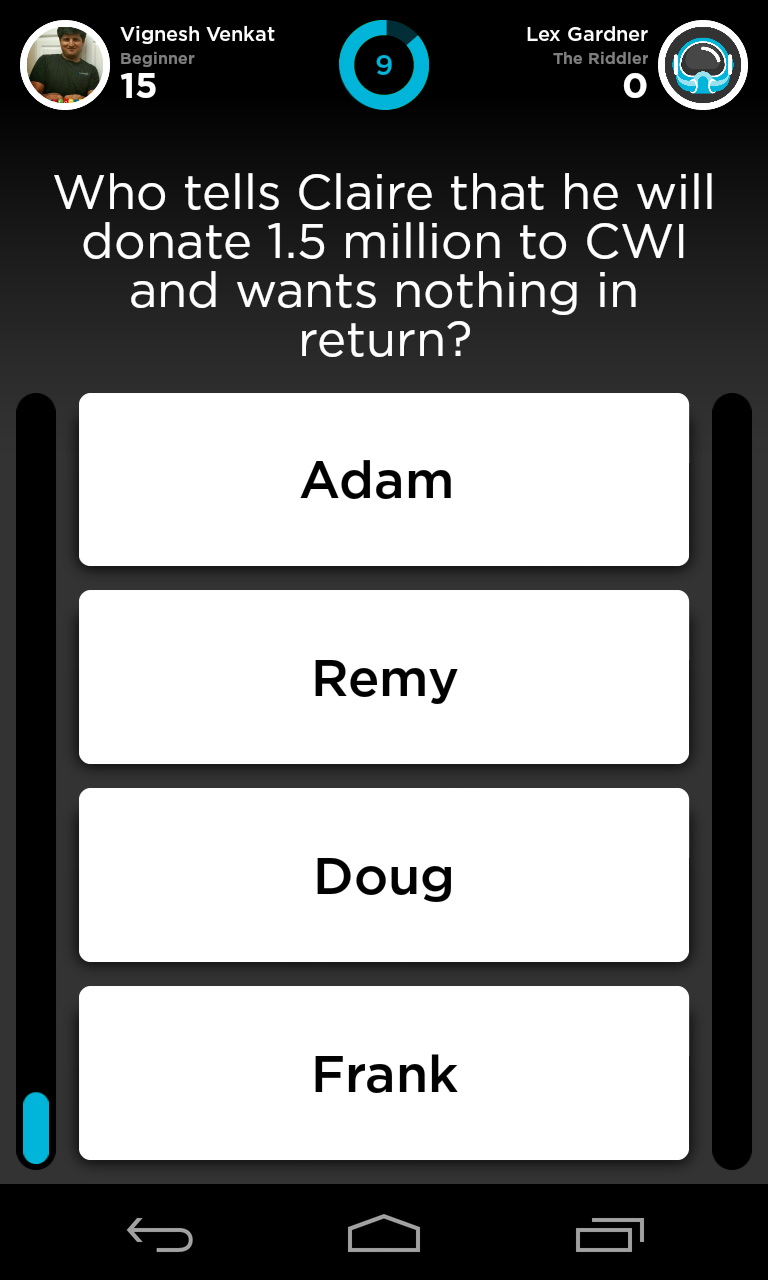 Vignesh Venkat
Beginner
15
9
Lex Gardner
The Riddler
0
Who tells Claire that he will
donate 1.5 million to CWI
and wants nothing in
return?
Adam
Remy
Doug
Frank